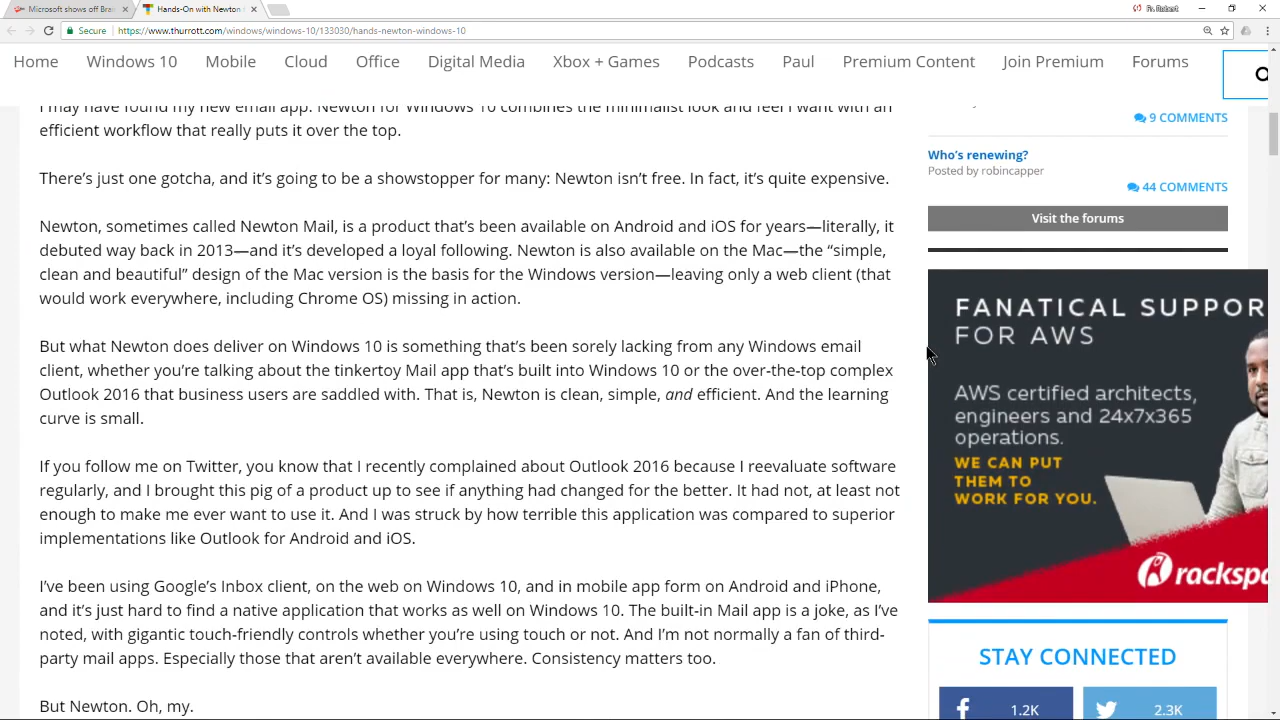 Microsoft shows off Bra
Hands-On with Newton
Fr. Robert
Secure
https://www.thurrott.com/windows/windows-10/133030/hands-newton-windows-10
Home Windows 10 Mobile Cloud Office Digital Media Xbox + Games Podcasts Paul Premium Content Join Premium Forums
I may have found my new email app. Newton for Windows 10 combines the minimalist look and feel I want with an
efficient workflow that really puts it over the top.
There’s just one gotcha, and it’s going to be a showstopper for many: Newton isn’t free. In fact, it’s quite expensive.
Newton, sometimes called Newton Mail, is a product that’s been available on Android and iOS for years—literally, it
debuted way back in 2013—and it’s developed a loyal following. Newton is also available on the Mac—the “simple,
clean and beautiful” design of the Mac version is the basis for the Windows version—leaving only a web client (that
would work everywhere, including Chrome OS) missing in action.
But what Newton does deliver on Windows 10 is something that’s been sorely lacking from any Windows email
client, whether you’re talking about the tinkertoy Mail app that’s built into Windows 10 or the over-the-top complex
Outlook 2016 that business users are saddled with. That is, Newton is clean, simple, and efficient. And the learning
curve is small.
If you follow me on Twitter, you know that I recently complained about Outlook 2016 because I reevaluate software
regularly, and I brought this pig of a product up to see if anything had changed for the better. It had not, at least not
enough to make me ever want to use it. And I was struck by how terrible this application was compared to superior
implementations like Outlook for Android and iOS.
I’ve been using Google’s Inbox client, on the web on Windows 10, and in mobile app form on Android and iPhone,
and it’s just hard to find a native application that works as well on Windows 10. The built-in Mail app is a joke, as I’ve
noted, with gigantic touch-friendly controls whether you’re using touch or not. And I’m not normally a fan of third-
party mail apps. Especially those that aren’t available everywhere. Consistency matters too.
But Newton. Oh, my.
9 COMMENTS
Who’s renewing?
Posted by robincapper
44 COMMENTS
Visit the forums
FANATICAL SUPPOR
FOR AWS
AWS certified architects,
engineers and 24x7x365
operations.
WE CAN PUT
THEM TO
WORK FOR YOU.
rackspa
STAY CONNECTED
1.2K
2.3K